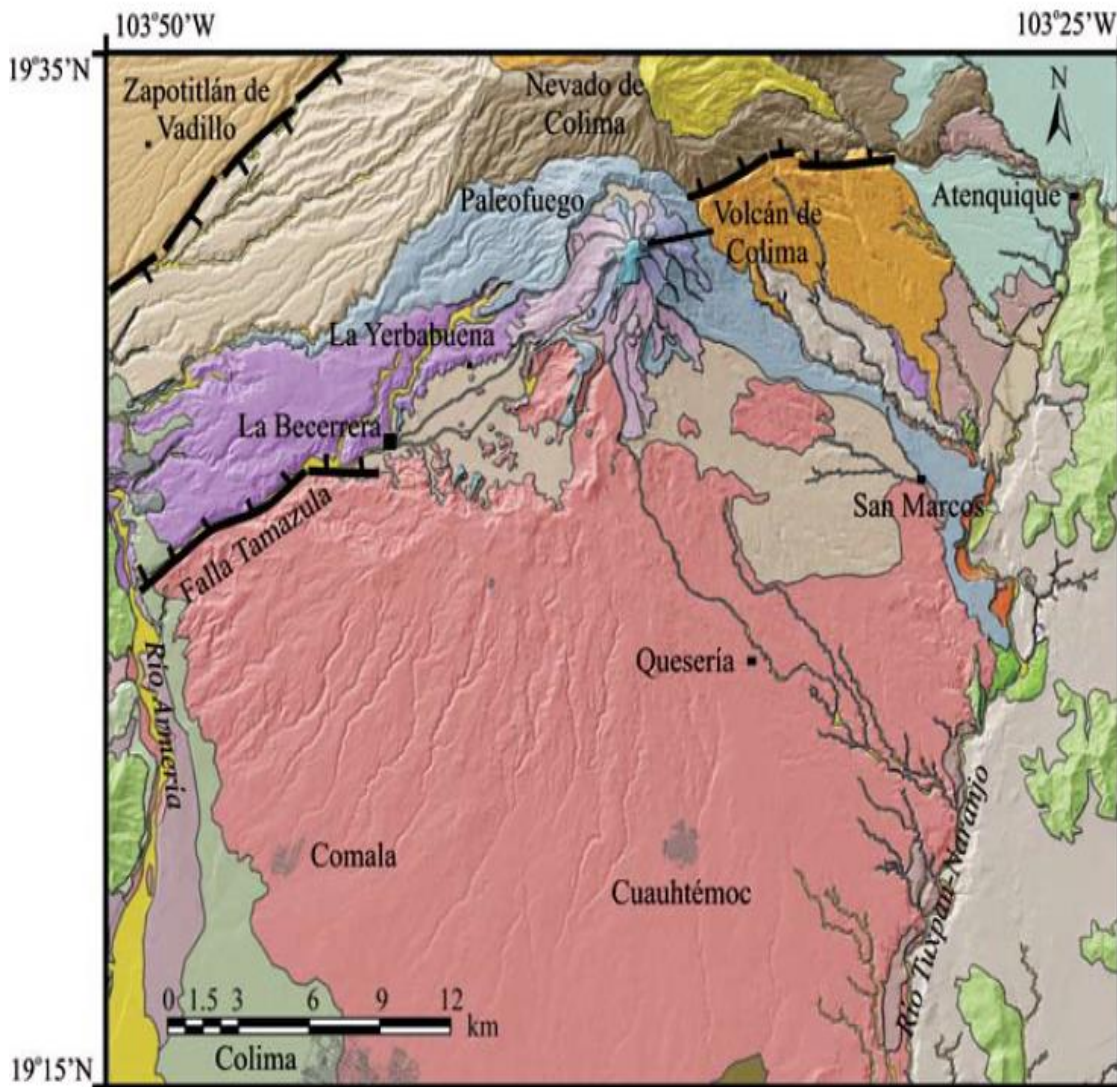 103°50'W
103°25'W
19°35'N
Zapotitlán de
Vadillo
Nevado de
Colima
N
Paleofuego
Atenquique
Volcán de
Colima
La Yerbabuena
La Becerrera
San Marcos
Falla Tamazula
Quesería
Río Armería
Río Tuxpan-Naranjo
Comala
Cuauhtémoc
0 1.5 3 6 9 12
km
Colima
19°15'N